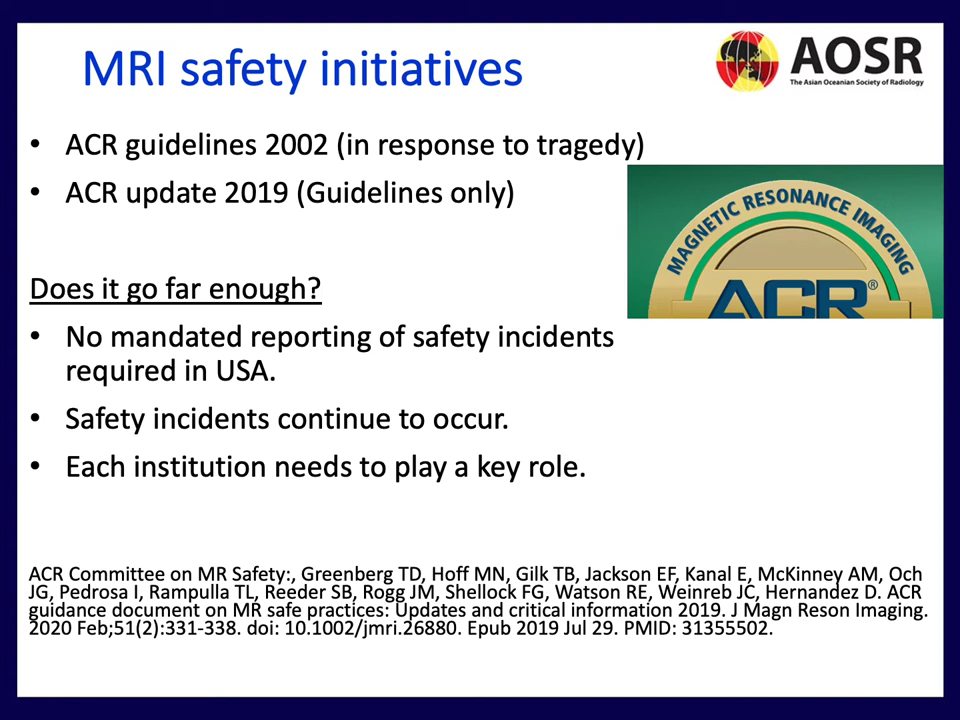 MRI safety initiatives
AOSR
The Asian Oceanian Society of Radiology
• ACR guidelines 2002 (in response to tragedy)
• ACR update 2019 (Guidelines only)
MAGNETIC RESONANCE IMAGING
ACR®
Does it go far enough?
• No mandated reporting of safety incidents
required in USA.
• Safety incidents continue to occur.
• Each institution needs to play a key role.
ACR Committee on MR Safety:, Greenberg TD, Hoff MN, Gilk TB, Jackson EF, Kanal E, McKinney AM, Och
JG, Pedrosa I, Rampulla TL, Reeder SB, Rogg JM, Shellock FG, Watson RE, Weinreb JC, Hernandez D. ACR
guidance document on MR safe practices: Updates and critical information 2019. J Magn Reson Imaging.
2020 Feb;51(2):331-338. doi: 10.1002/jmri.26880. Epub 2019 Jul 29. PMID: 31355502.